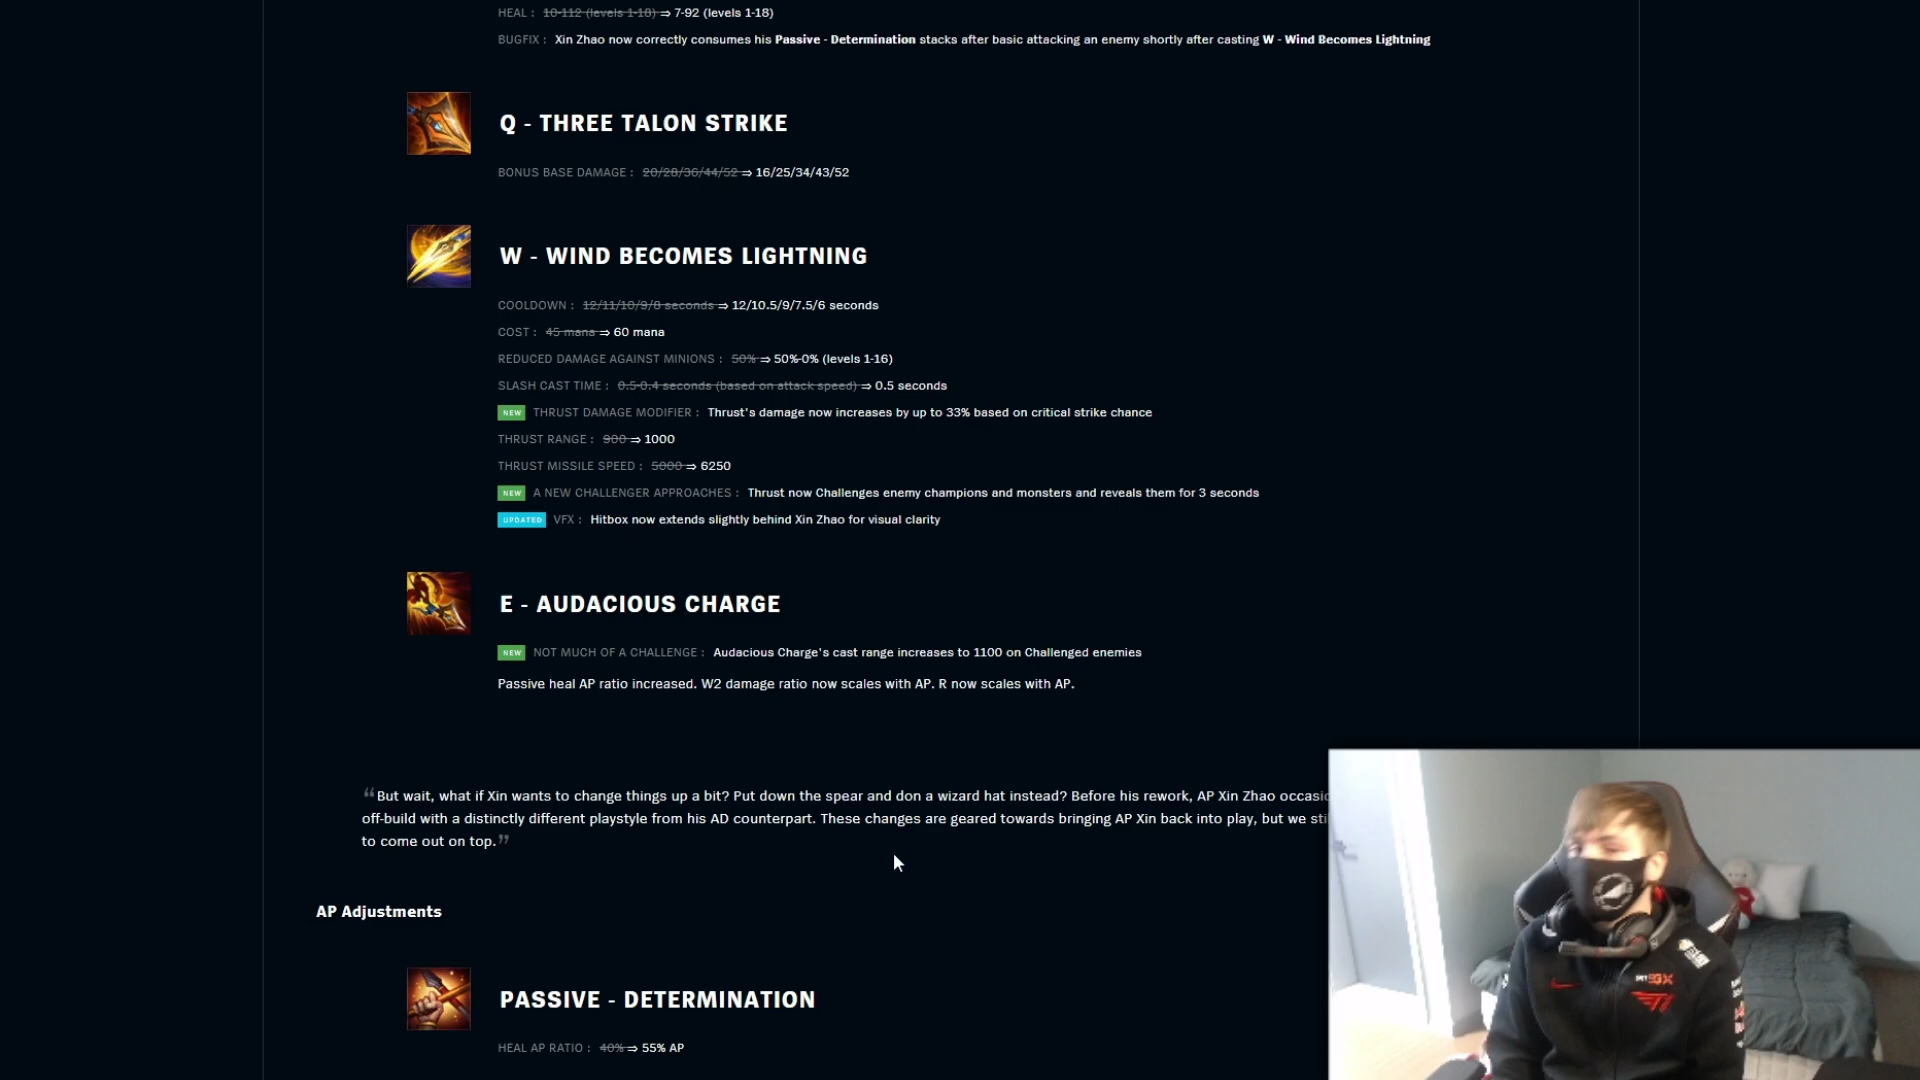 HEAL : 10-112 (levels 1-18) ⇒ 7-92 (levels 1-18)
BUGFIX : Xin Zhao now correctly consumes his Passive - Determination stacks after basic attacking an enemy shortly after casting W - Wind Becomes Lightning
Q - THREE TALON STRIKE
BONUS BASE DAMAGE : 20/28/36/44/52 ⇒ 16/25/34/43/52
W - WIND BECOMES LIGHTNING
COOLDOWN : 12/11/10/9/8 seconds ⇒ 12/10.5/9/7.5/6 seconds
COST : 45 mana ⇒ 60 mana
REDUCED DAMAGE AGAINST MINIONS : 50% ⇒ 50%-0% (levels 1-16)
SLASH CAST TIME : 0.5-0.4 seconds (based on attack speed) ⇒ 0.5 seconds
NEW THRUST DAMAGE MODIFIER : Thrust's damage now increases by up to 33% based on critical strike chance
THRUST RANGE : 900 ⇒ 1000
THRUST MISSILE SPEED : 5000 ⇒ 6250
NEW A NEW CHALLENGER APPROACHES : Thrust now Challenges enemy champions and monsters and reveals them for 3 seconds
UPDATED VFX : Hitbox now extends slightly behind Xin Zhao for visual clarity
E - AUDACIOUS CHARGE
NEW NOT MUCH OF A CHALLENGE : Audacious Charge's cast range increases to 1100 on Challenged enemies
Passive heal AP ratio increased. W2 damage ratio now scales with AP. R now scales with AP.
“But wait, what if Xin wants to change things up a bit? Put down the spear and don a wizard hat instead? Before his rework, AP Xin Zhao occasio
off-build with a distinctly different playstyle from his AD counterpart. These changes are geared towards bringing AP Xin back into play, but we sti
to come out on top.”
AP Adjustments
PASSIVE - DETERMINATION
HEAL AP RATIO : 40% ⇒ 55% AP
T1